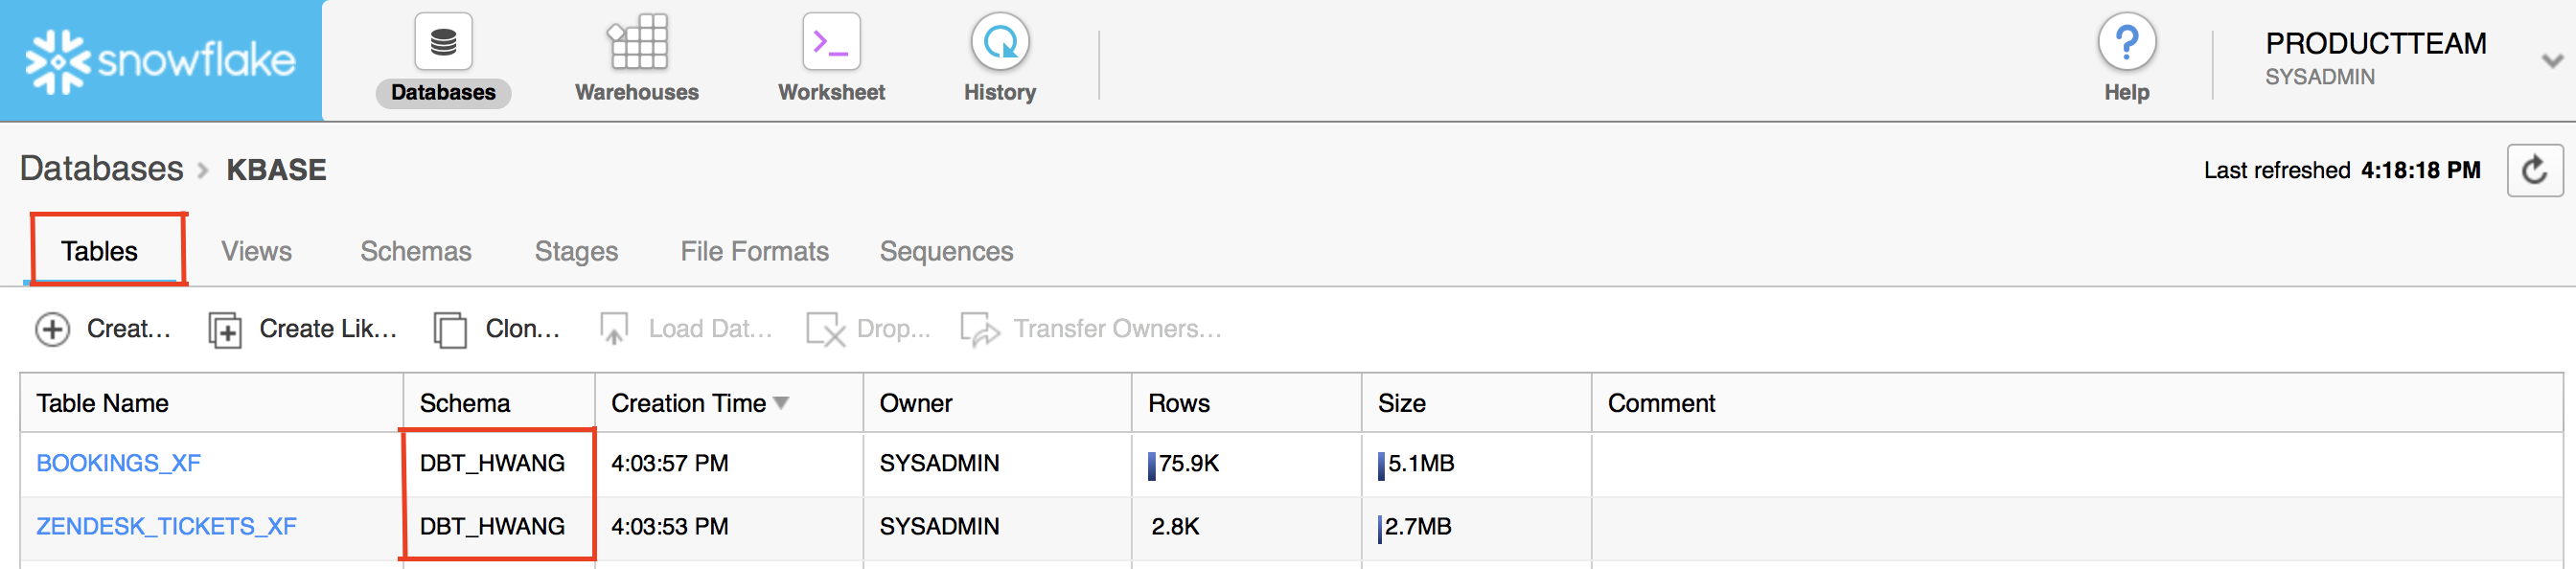 snowflake
Databases Warehouses Worksheet History Help PRODUCTTEAM
SYSADMIN
Databases > KBASE Last refreshed 4:18:18 PM
Tables Views Schemas Stages File Formats Sequences
Creat... Create Lik... Clon... Load Dat... Drop... Transfer Owners...
Table Name Schema Creation Time Owner Rows Size Comment
BOOKINGS_XF DBT_HWANG 4:03:57 PM SYSADMIN 75.9K 5.1MB
ZENDESK_TICKETS_XF DBT_HWANG 4:03:53 PM SYSADMIN 2.8K 2.7MB